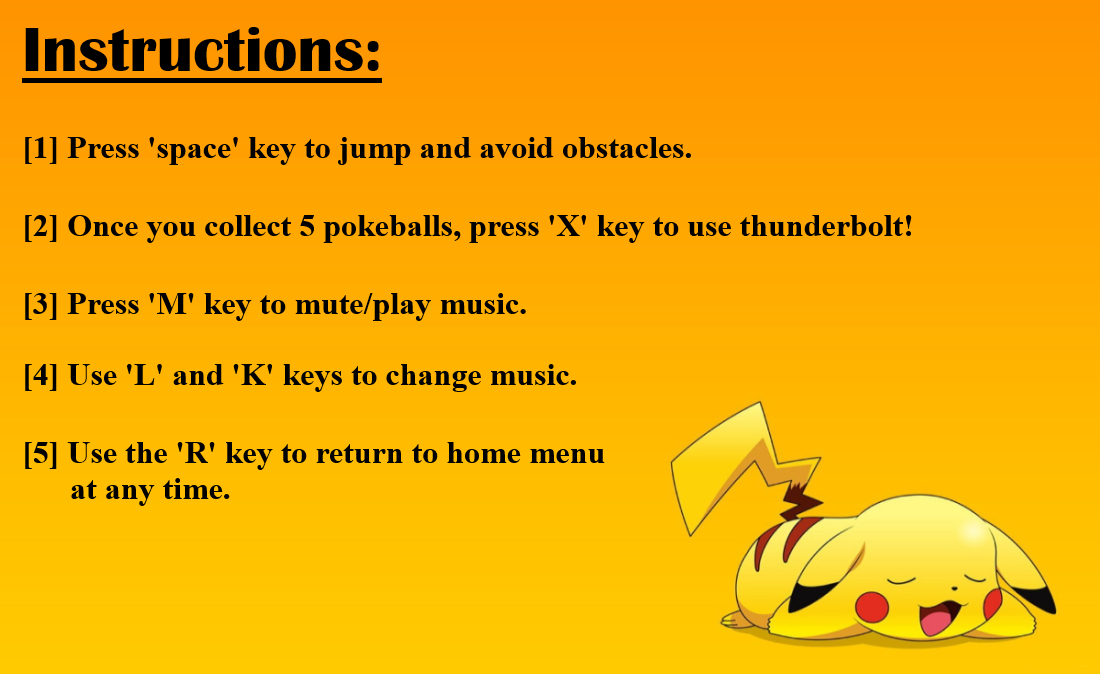 Instructions:
[1] Press 'space' key to jump and avoid obstacles.
[2] Once you collect 5 pokeballs, press 'X' key to use thunderbolt!
[3] Press 'M' key to mute/play music.
[4] Use 'L' and 'K' keys to change music.
[5] Use the 'R' key to return to home menu
at any time.